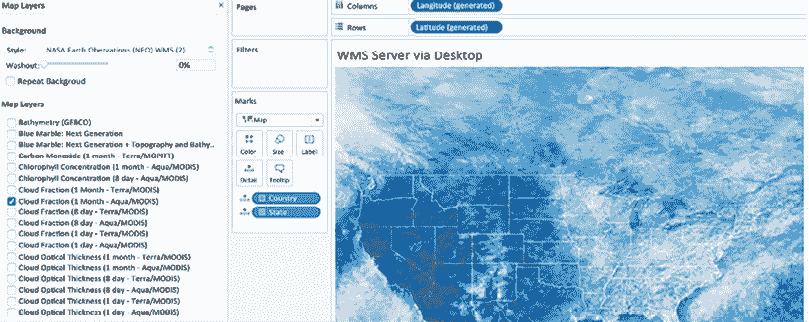 Map Layers ×
Background
Style: NASA Earth Obervations (NEO) WMS (2)
Washout: 0%
Repeat Backgroud
Map Layers
Bathymetry (GEBCO)
Blue Marble: Next Generation
Blue Marble: Next Generation + Topography and Bathy..
Karbon Monoxide (1 month - Terra/MOPITT)
Chlorophyll Concentration (1 month - Aqua/MODIS)
Chlorophyll Concentration (8 day - Aqua/MODIS)
Cloud Fraction (1 Month - Terra/MODIS)
Cloud Fraction (1 Month - Aqua/MODIS)
Cloud Fraction (8 day - Terra/MODIS)
Cloud Fraction (8 day - Aqua/MODIS)
Cloud Fraction (1 day - Terra/MODIS)
Cloud Fraction (1 day - Aqua/MODIS)
Cloud Optical Thickness (1 month - Terra/MODIS)
Cloud Optical Thickness (1 month - Aqua/MODIS)
Cloud Optical Thickness (8 day - Terra/MODIS)
Cloud Optical Thickness (8 day - Aqua/MODIS)
Cloud Optical Thickness (1 day - Terra/MODIS)
Cloud Optical Thickness (1 day - Aqua/MODIS)
Pages
Filters
Marks
Map
Color Size Label
Detail Tooltip
Country
State
Columns Longitude (generated)
Rows Latitude (generated)
WMS Server via Desktop